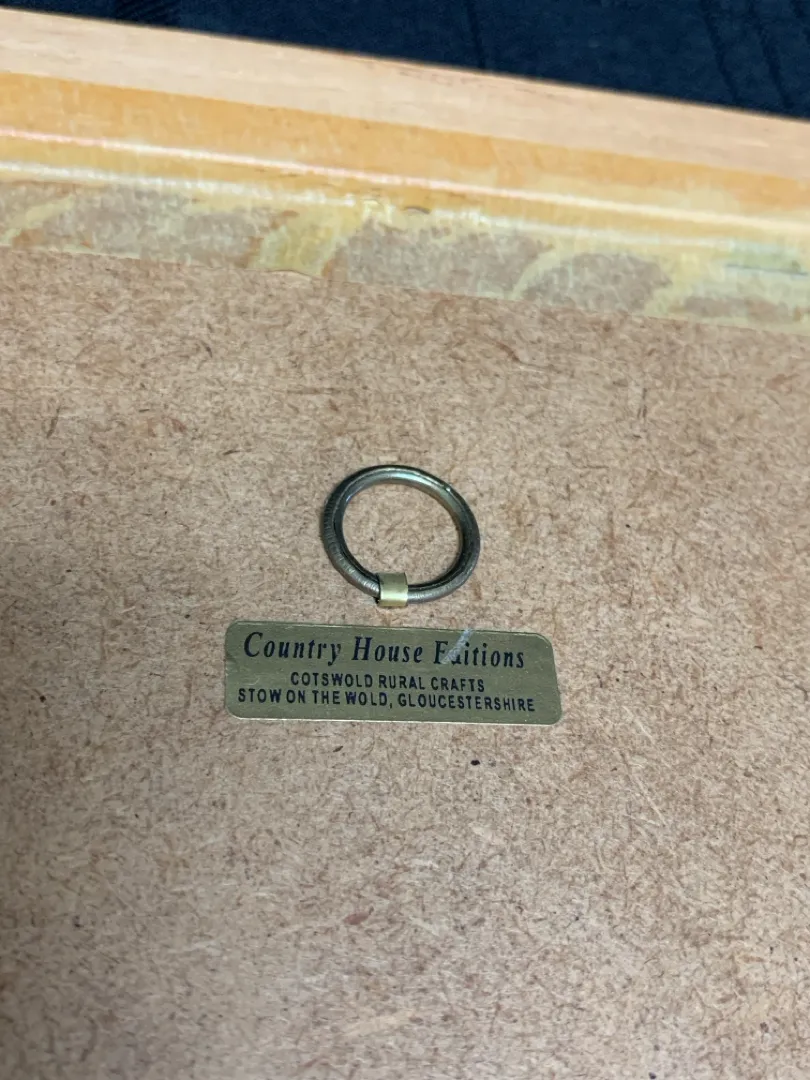 Country House Editions
COTSWOLD RURAL CRAFTS
STOW ON THE WOLD, GLOUCESTERSHIRE